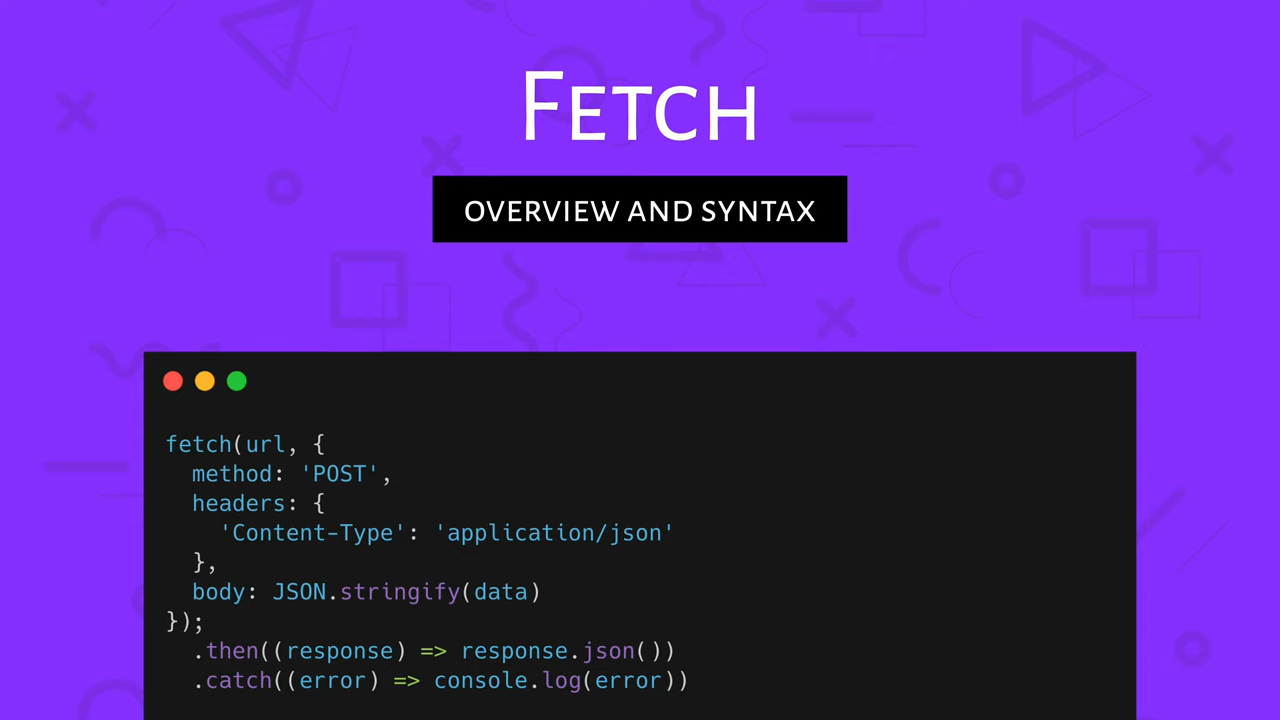 Fetch
OVERVIEW AND SYNTAX
fetch(url, {
  method: 'POST',
  headers: {
    'Content-Type': 'application/json'
  },
  body: JSON.stringify(data)
});
  .then((response) => response.json())
  .catch((error) => console.log(error))